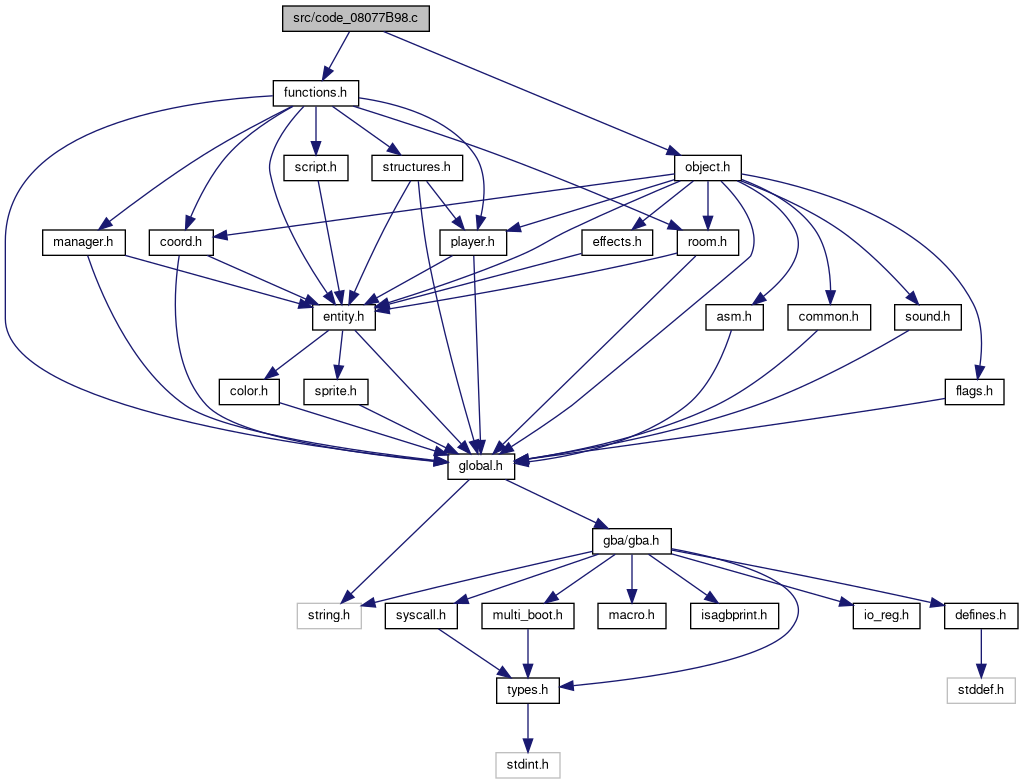 src/code_08077B98.c
functions.h
script.h
structures.h
object.h
manager.h
coord.h
player.h
effects.h
room.h
entity.h
asm.h
common.h
sound.h
color.h
sprite.h
flags.h
global.h
gba/gba.h
string.h
syscall.h
multi_boot.h
macro.h
isagbprint.h
io_reg.h
defines.h
types.h
stddef.h
stdint.h